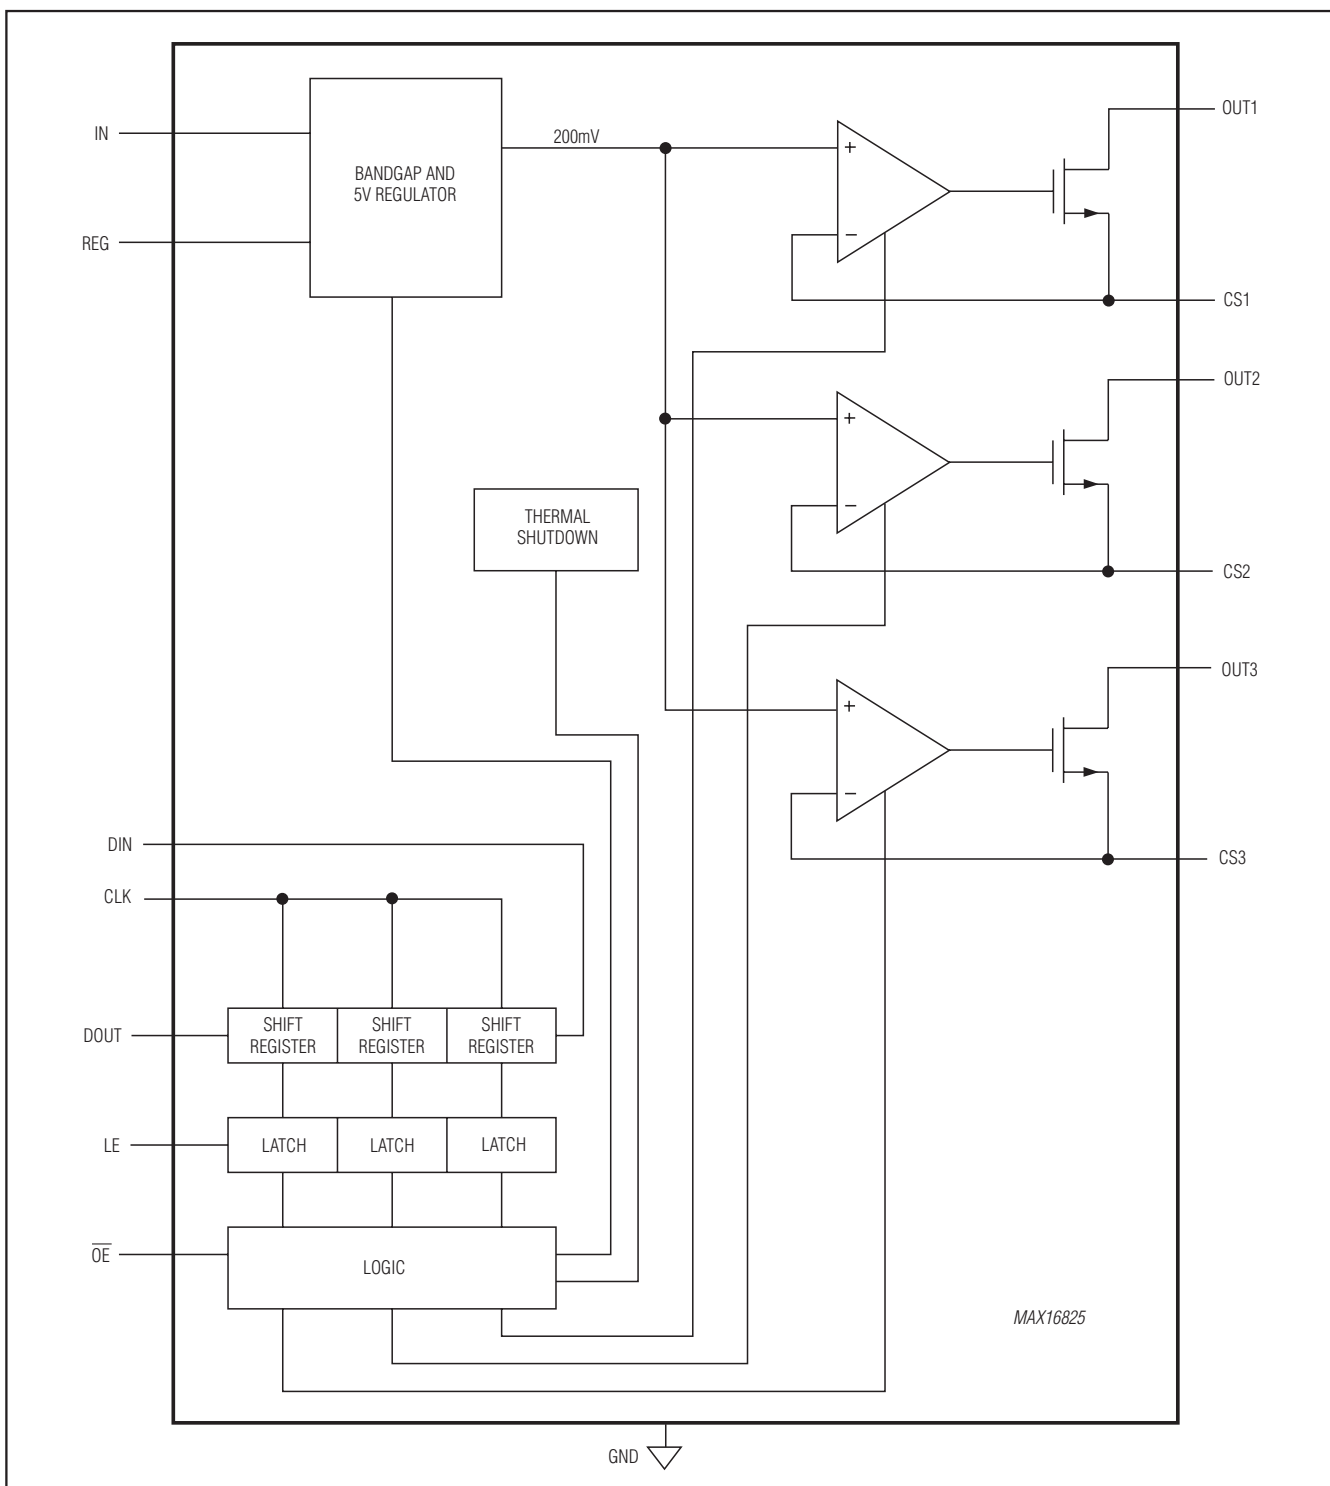 OUT1
IN
200mV
+
BANDGAP AND
5V REGULATOR
REG
−
CS1
OUT2
+
−
THERMAL
SHUTDOWN
CS2
OUT3
+
−
DIN
CS3
CLK
SHIFT
REGISTER
SHIFT
REGISTER
SHIFT
REGISTER
DOUT
LE
LATCH
LATCH
LATCH
O̅E̅
LOGIC
MAX16825
GND